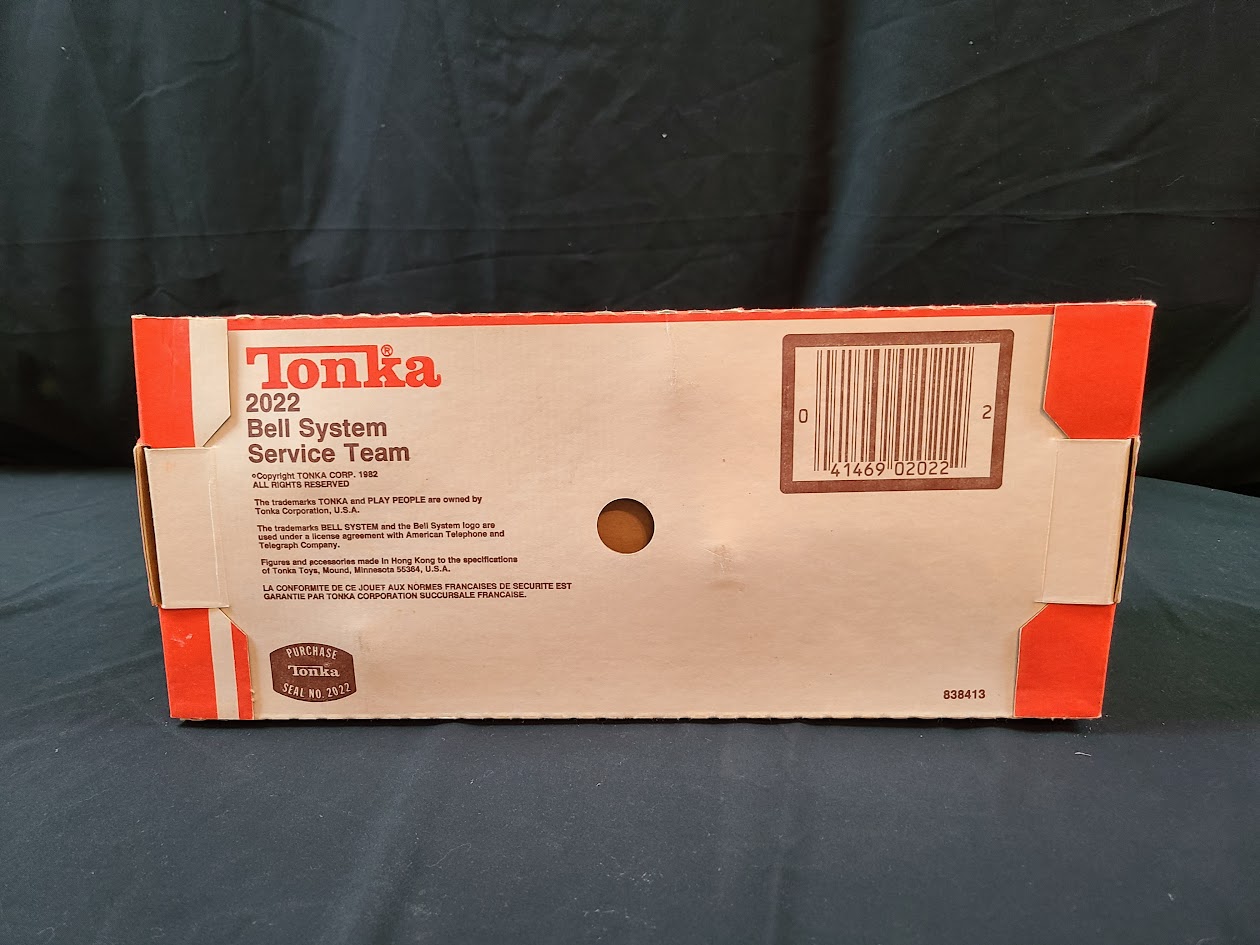 Tonka®
2022
Bell System
Service Team
©Copyright TONKA CORP. 1982
ALL RIGHTS RESERVED
The trademarks TONKA and PLAY PEOPLE are owned by
Tonka Corporation, U.S.A.
The trademarks BELL SYSTEM and the Bell System logo are
used under a license agreement with American Telephone and
Telegraph Company.
Figures and accessories made in Hong Kong to the specifications
of Tonka Toys, Mound, Minnesota 55364, U.S.A.
LA CONFORMITE DE CE JOUET AUX NORMES FRANCAISES DE SECURITE EST
GARANTIE PAR TONKA CORPORATION SUCCURSALE FRANCAISE.
PURCHASE
Tonka
SEAL NO. 2022
0 2
41469 02022
838413